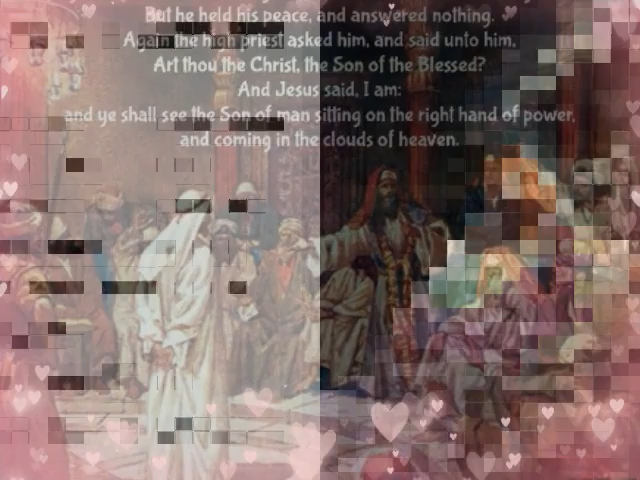 But he held his peace, and answered nothing.
Again the high priest asked him, and said unto him,
Art thou the Christ, the Son of the Blessed?
And Jesus said, I am:
and ye shall see the Son of man sitting on the right hand of power,
and coming in the clouds of heaven.